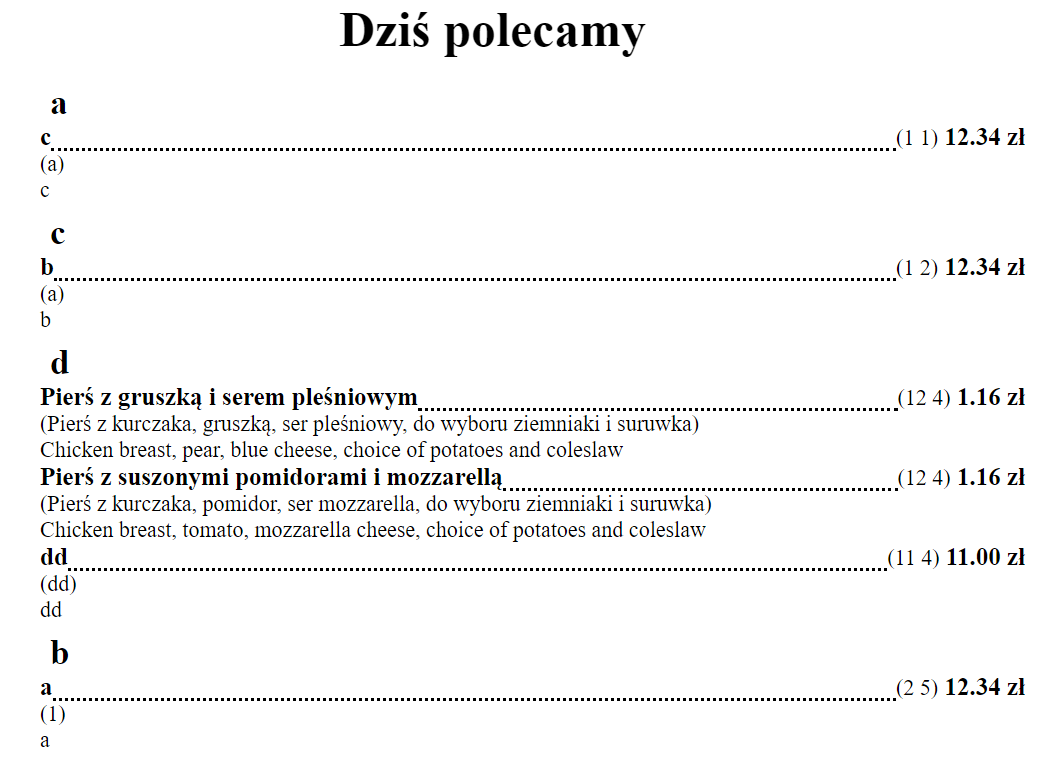 Dziś polecamy
a
c (1 1) 12.34 zł
(a)
c
c
b (1 2) 12.34 zł
(a)
b
d
Pierś z gruszką i serem pleśniowym (12 4) 1.16 zł
(Pierś z kurczaka, gruszką, ser pleśniowy, do wyboru ziemniaki i suruwka)
Chicken breast, pear, blue cheese, choice of potatoes and coleslaw
Pierś z suszonymi pomidorami i mozzarellą (12 4) 1.16 zł
(Pierś z kurczaka, pomidor, ser mozzarella, do wyboru ziemniaki i suruwka)
Chicken breast, tomato, mozzarella cheese, choice of potatoes and coleslaw
dd (11 4) 11.00 zł
(dd)
dd
b
a (2 5) 12.34 zł
(1)
a